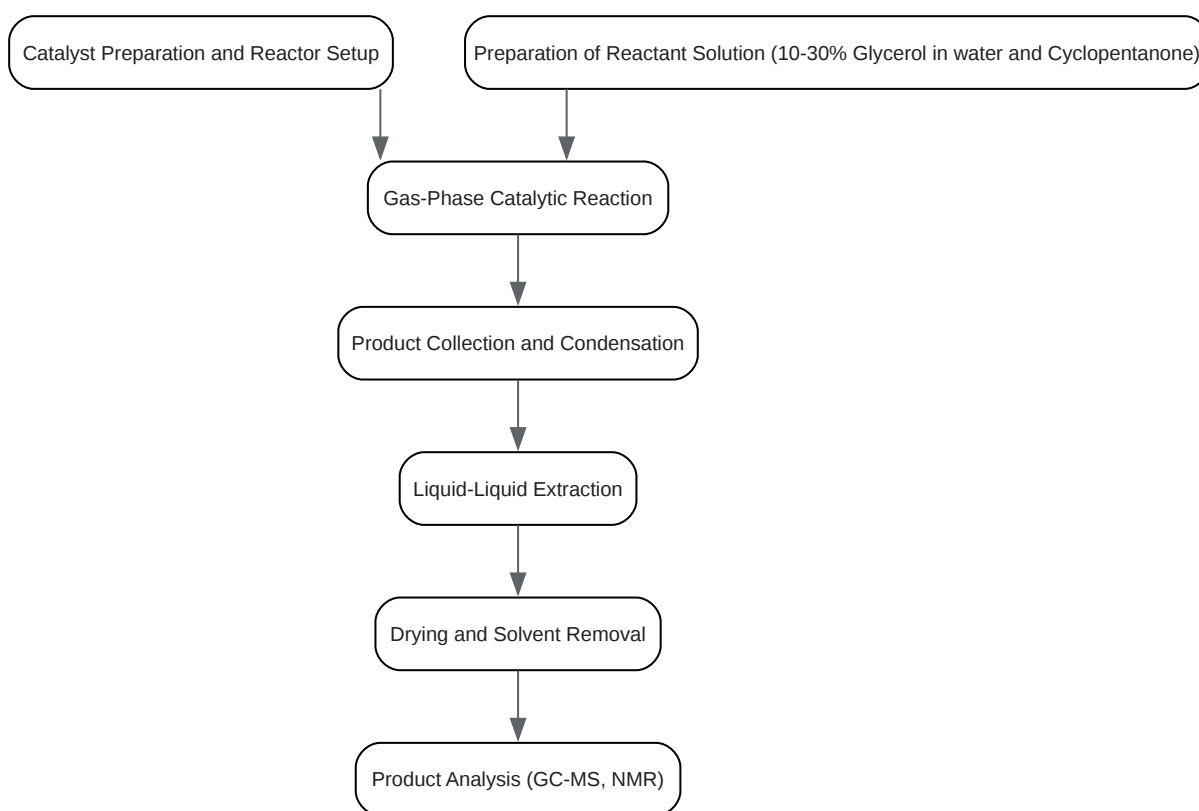 Catalyst Preparation and Reactor Setup
Preparation of Reactant Solution (10-30% Glycerol in water and Cyclopentanone)
Gas-Phase Catalytic Reaction
Product Collection and Condensation
Liquid-Liquid Extraction
Drying and Solvent Removal
Product Analysis (GC-MS, NMR)